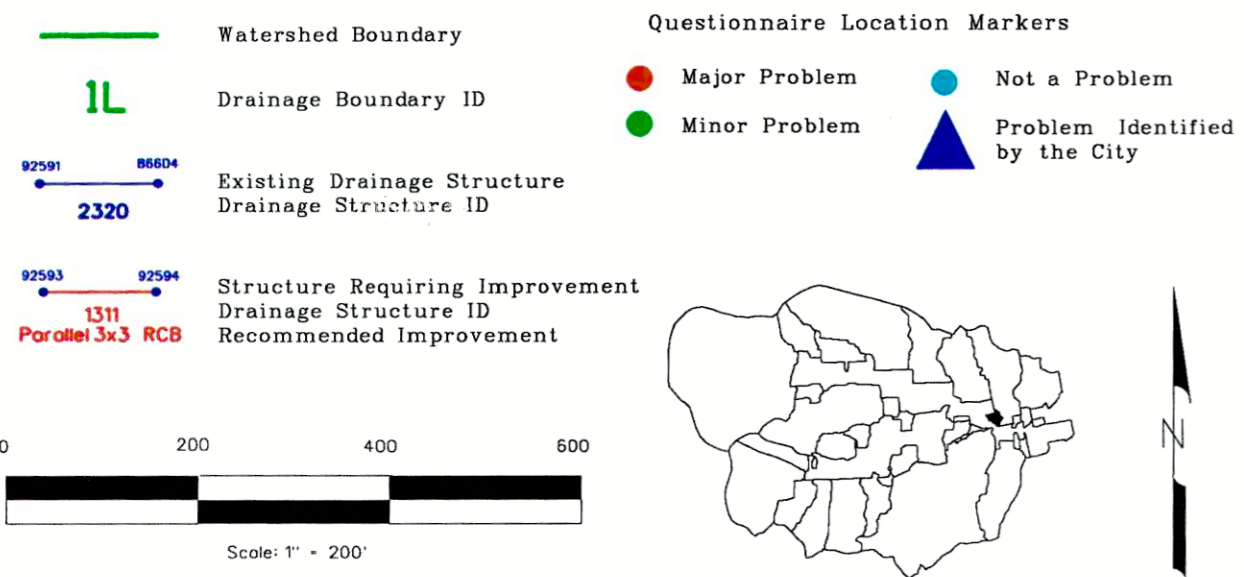 Watershed Boundary
1L
Drainage Boundary ID
92591 B66D4
2320
Existing Drainage Structure
Drainage Structure ID
92593 92594
1311
Parallel 3x3 RCB
Structure Requiring Improvement
Drainage Structure ID
Recommended Improvement
Questionnaire Location Markers
Major Problem
Not a Problem
Minor Problem
Problem Identified
by the City
0 200 400 600
Scale: 1" = 200'
N